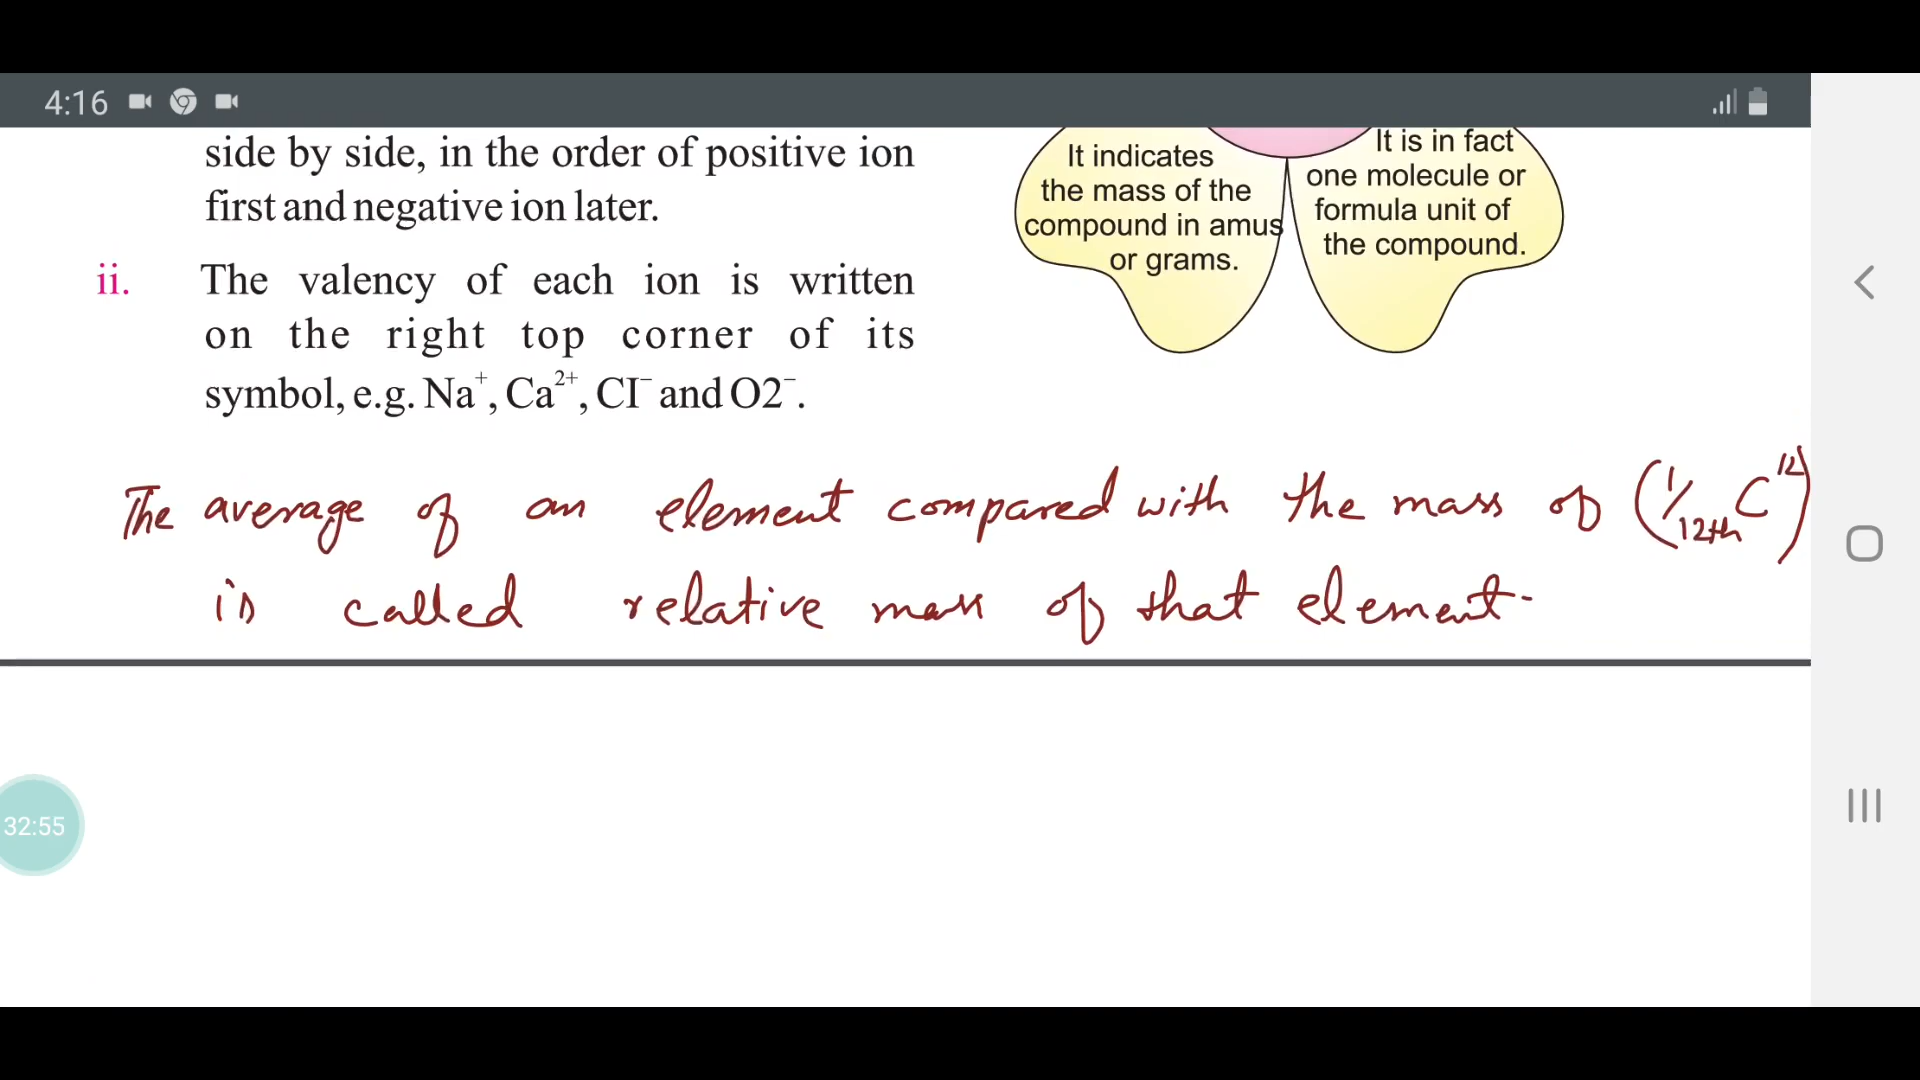 4:16
side by side, in the order of positive ion
first and negative ion later.
ii. The valency of each ion is written
on the right top corner of its
symbol, e.g. Na⁺, Ca²⁺, CI⁻ and O2⁻.
It indicates
the mass of the
compound in amus
or grams.
It is in fact
one molecule or
formula unit of
the compound.
The average of an element compared with the mass of (1/12th C¹²)
is called relative mass of that element.
32:55